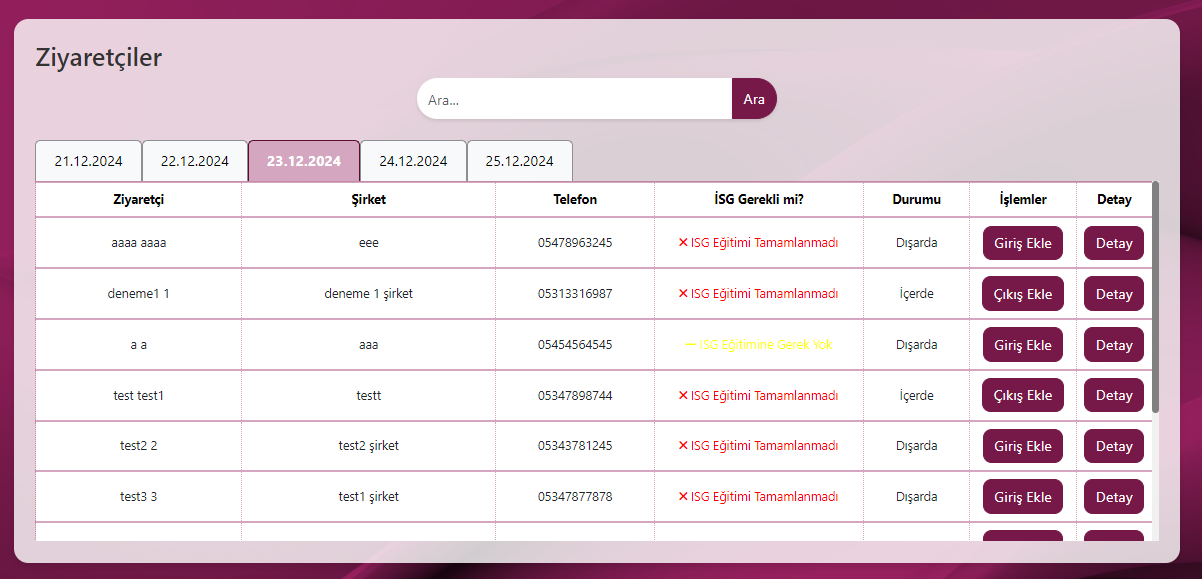 Ziyaretçiler
Ara... Ara
21.12.2024 22.12.2024 23.12.2024 24.12.2024 25.12.2024
Ziyaretçi Şirket Telefon İSG Gerekli mi? Durumu İşlemler Detay
aaaa aaaa eee 05478963245 ✕ ISG Eğitimi Tamamlanmadı Dışarda Giriş Ekle Detay
deneme1 1 deneme 1 şirket 05313316987 ✕ ISG Eğitimi Tamamlanmadı İçerde Çıkış Ekle Detay
a a aaa 05454564545 — ISG Eğitimine Gerek Yok Dışarda Giriş Ekle Detay
test test1 testt 05347898744 ✕ ISG Eğitimi Tamamlanmadı İçerde Çıkış Ekle Detay
test2 2 test2 şirket 05343781245 ✕ ISG Eğitimi Tamamlanmadı Dışarda Giriş Ekle Detay
test3 3 test1 şirket 05347877878 ✕ ISG Eğitimi Tamamlanmadı Dışarda Giriş Ekle Detay